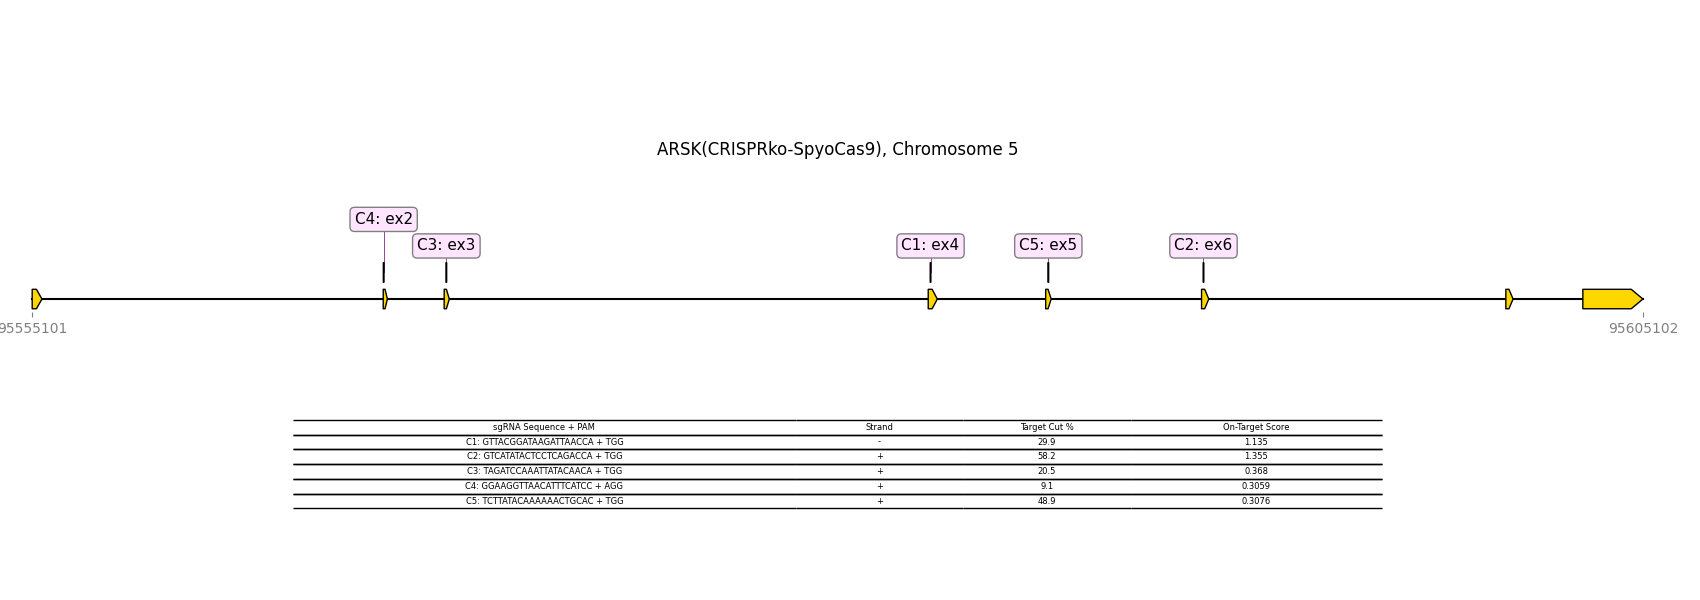 ARSK(CRISPRko-SpyoCas9), Chromosome 5
C4: ex2
C3: ex3
C1: ex4
C5: ex5
C2: ex6
95555101
95605102
sgRNA Sequence + PAM Strand Target Cut % On-Target Score
C1: GTTACGGATAAGATTAACCA + TGG - 29.9 1.135
C2: GTCATATACTCCTCAGACCA + TGG + 58.2 1.355
C3: TAGATCCAAATTATACAACA + TGG + 20.5 0.368
C4: GGAAGGTTAACATTTCATCC + AGG + 9.1 0.3059
C5: TCTTATACAAAAAACTGCAC + TGG + 48.9 0.3076